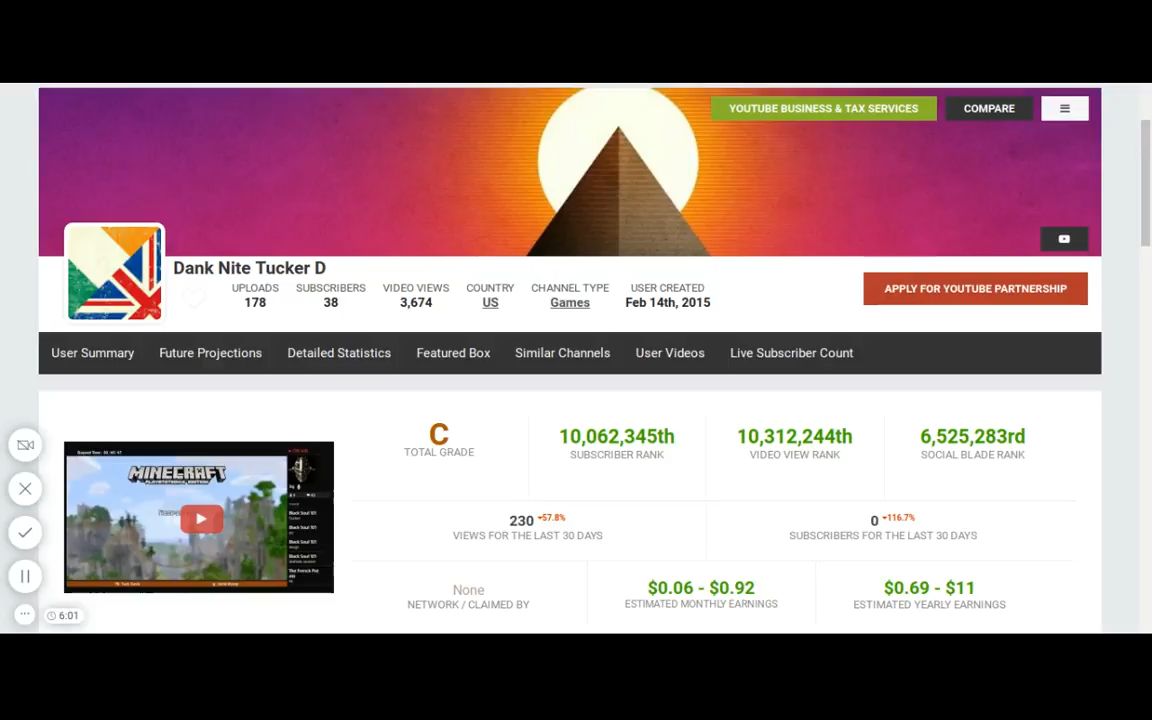 YOUTUBE BUSINESS & TAX SERVICES COMPARE
Dank Nite Tucker D
UPLOADS SUBSCRIBERS VIDEO VIEWS COUNTRY CHANNEL TYPE USER CREATED
178 38 3,674 US Games Feb 14th, 2015
APPLY FOR YOUTUBE PARTNERSHIP
User Summary Future Projections Detailed Statistics Featured Box Similar Channels User Videos Live Subscriber Count
C 10,062,345th 10,312,244th 6,525,283rd
TOTAL GRADE SUBSCRIBER RANK VIDEO VIEW RANK SOCIAL BLADE RANK
MINECRAFT
230 -57.8% 0 -116.7%
VIEWS FOR THE LAST 30 DAYS SUBSCRIBERS FOR THE LAST 30 DAYS
None $0.06 - $0.92 $0.69 - $11
NETWORK / CLAIMED BY ESTIMATED MONTHLY EARNINGS ESTIMATED YEARLY EARNINGS
6:01